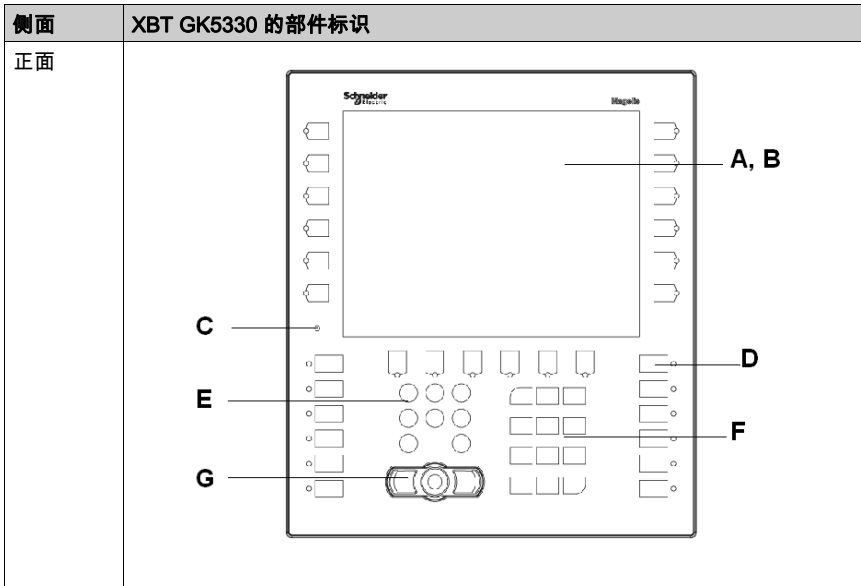 侧面 XBT GK5330 的部件标识
正面
Schneider Electric
Magelis
A, B
C
D
E
F
G